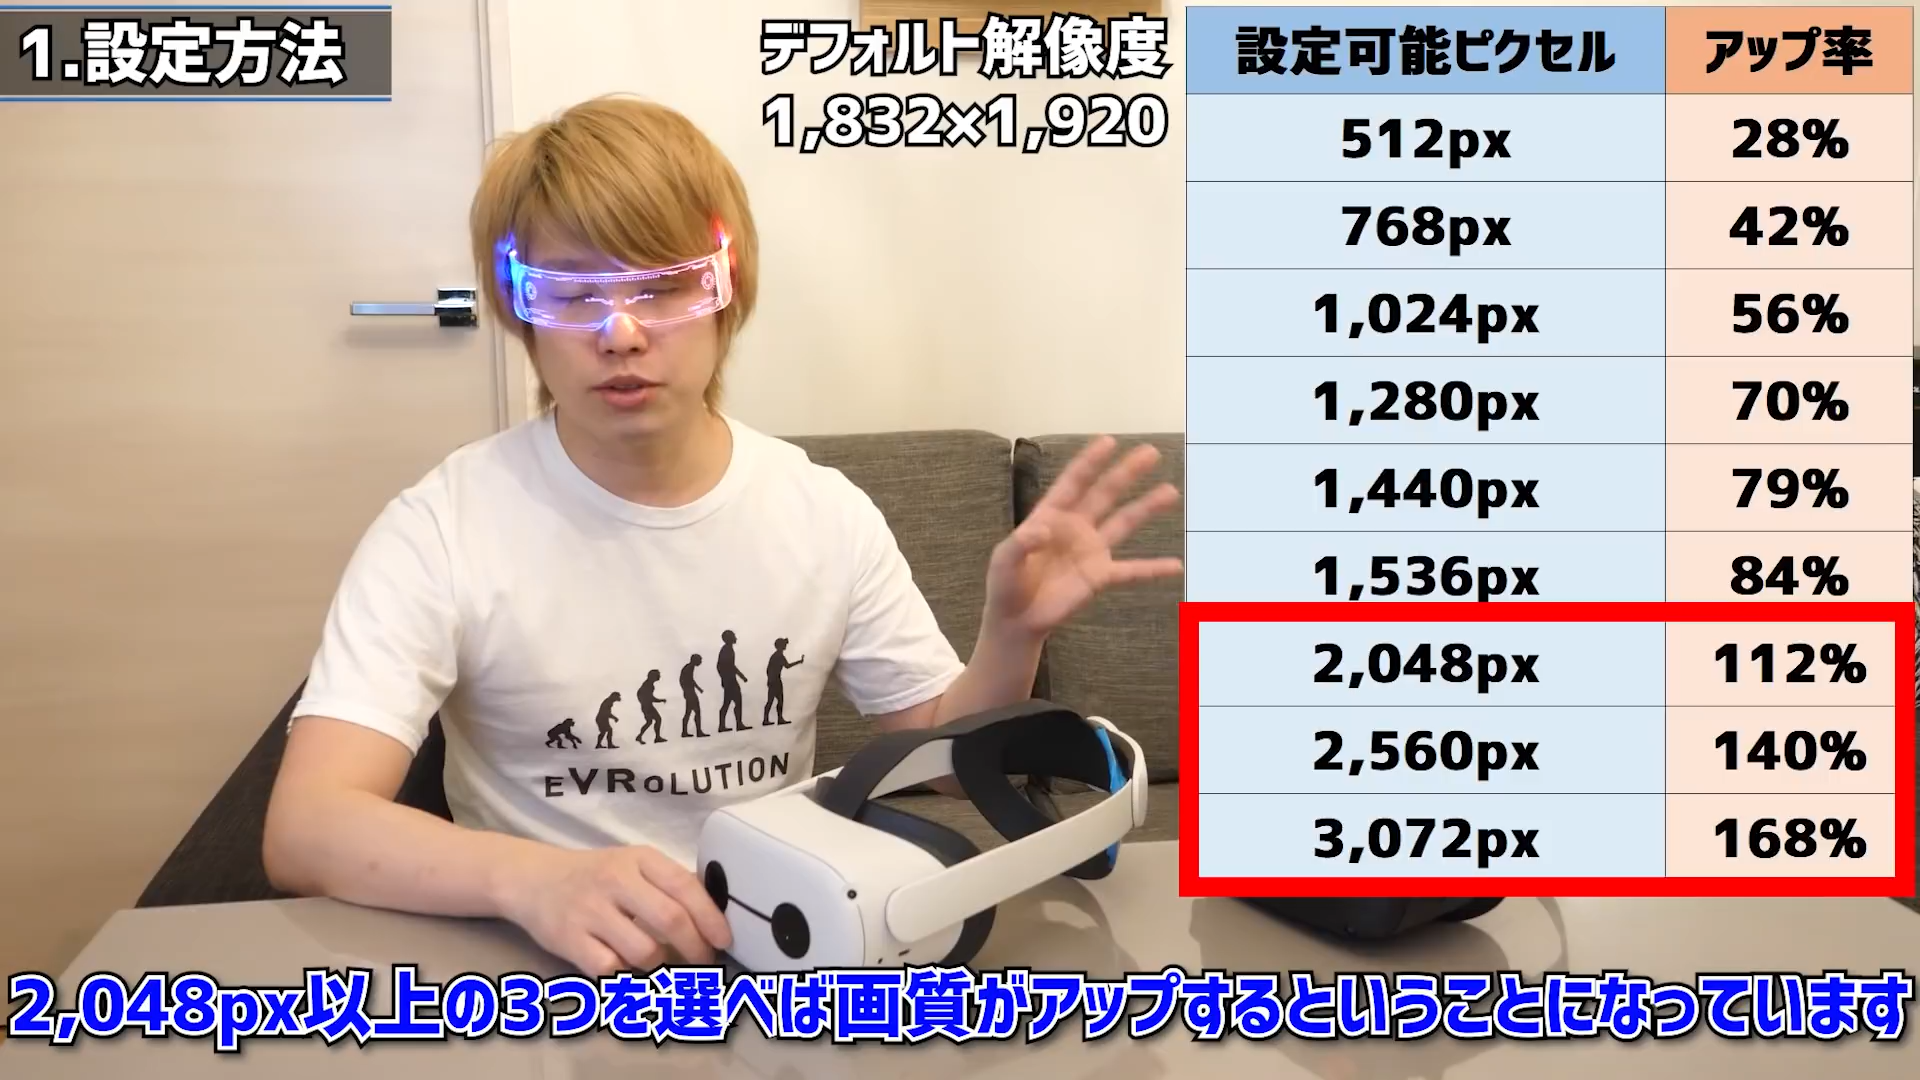 1.設定方法
デフォルト解像度
1,832×1,920
設定可能ピクセル アップ率
512px 28%
768px 42%
1,024px 56%
1,280px 70%
1,440px 79%
1,536px 84%
2,048px 112%
2,560px 140%
3,072px 168%
eVRoLUTION
2,048px以上の3つを選べば画質がアップするということになっています